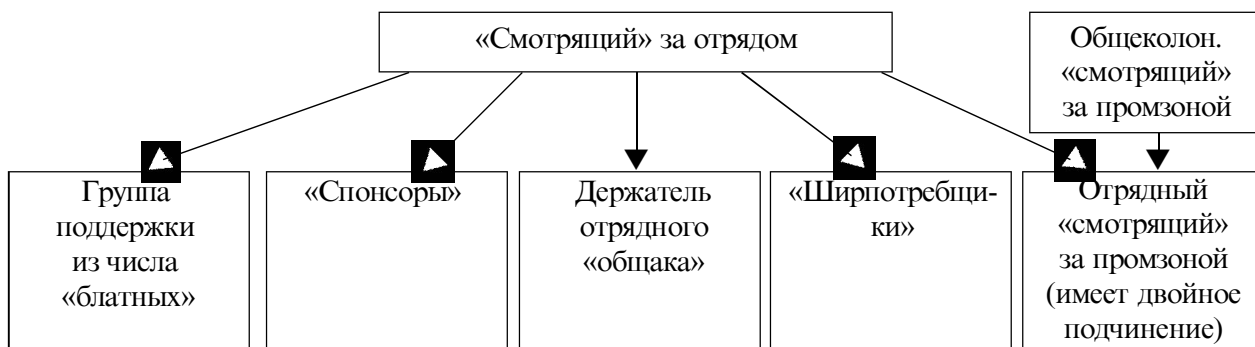 «Смотрящий» за отрядом
Общеколон.
«смотрящий»
за промзоной
Группа
поддержки
из числа
«блатных»
«Спонсоры»
Держатель
отрядного
«общака»
«Ширпотребщи-
ки»
Отрядный
«смотрящий»
за промзоной
(имеет двойное
подчинение)